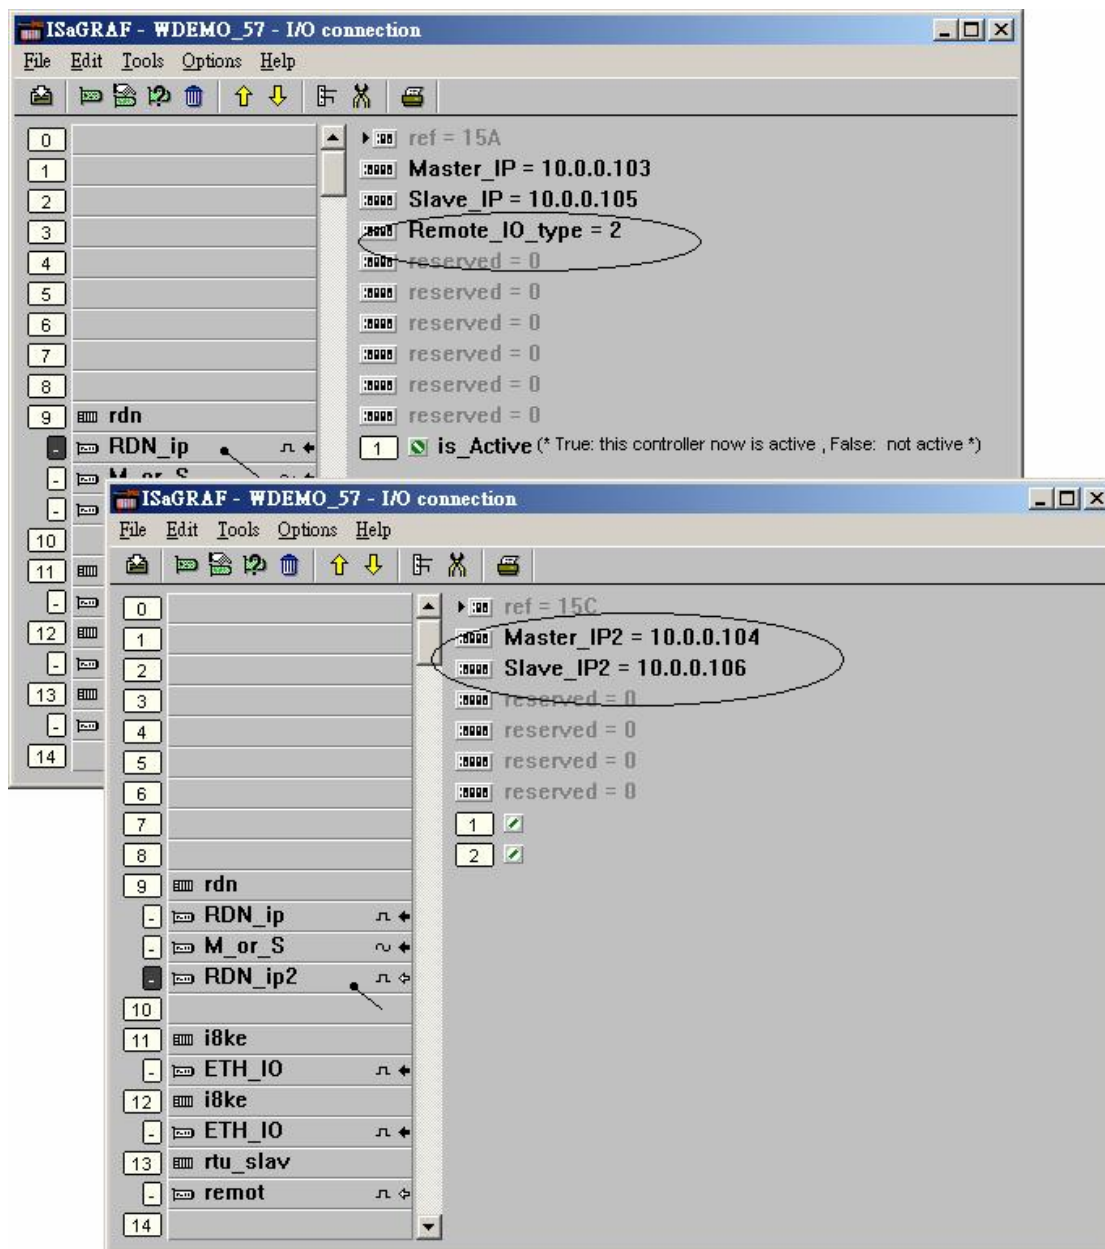 ISaGRAF - WDEMO_57 - I/O connection
File Edit Tools Options Help
0
1
2
3
4
5
6
7
8
9 rdn
- RDN_ip
- M_or_S
-
10
11
-
12
-
13
-
14
ref = 15A
Master_IP = 10.0.0.103
Slave_IP = 10.0.0.105
Remote_IO_type = 2
reserved = 0
reserved = 0
reserved = 0
reserved = 0
reserved = 0
reserved = 0
1 is_Active (* True: this controller now is active , False: not active *)
ISaGRAF - WDEMO_57 - I/O connection
File Edit Tools Options Help
0
1
2
3
4
5
6
7
8
9 rdn
- RDN_ip
- M_or_S
- RDN_ip2
10
11 i8ke
- ETH_IO
12 i8ke
- ETH_IO
13 rtu_slav
- remot
14
ref = 15C
Master_IP2 = 10.0.0.104
Slave_IP2 = 10.0.0.106
reserved = 0
reserved = 0
reserved = 0
reserved = 0
1
2